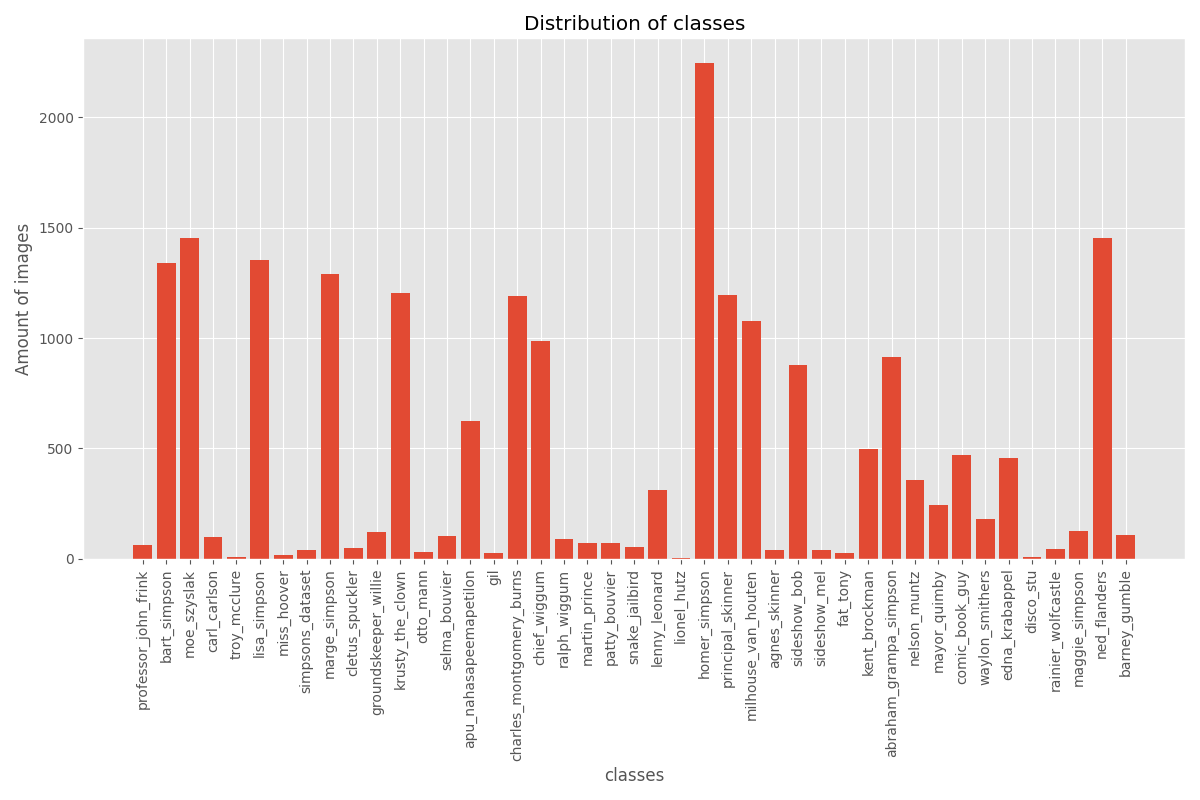 Distribution of classes
Amount of images
2000
1500
1000
500
0
professor_john_frink
bart_simpson
moe_szyslak
carl_carlson
troy_mcclure
lisa_simpson
miss_hoover
simpsons_dataset
marge_simpson
cletus_spuckler
groundskeeper_willie
krusty_the_clown
otto_mann
selma_bouvier
apu_nahasapeemapetilon
gil
charles_montgomery_burns
chief_wiggum
ralph_wiggum
martin_prince
patty_bouvier
snake_jailbird
lenny_leonard
lionel_hutz
homer_simpson
principal_skinner
milhouse_van_houten
agnes_skinner
sideshow_bob
sideshow_mel
fat_tony
kent_brockman
abraham_grampa_simpson
nelson_muntz
mayor_quimby
comic_book_guy
waylon_smithers
edna_krabappel
disco_stu
rainier_wolfcastle
maggie_simpson
ned_flanders
barney_gumble
classes